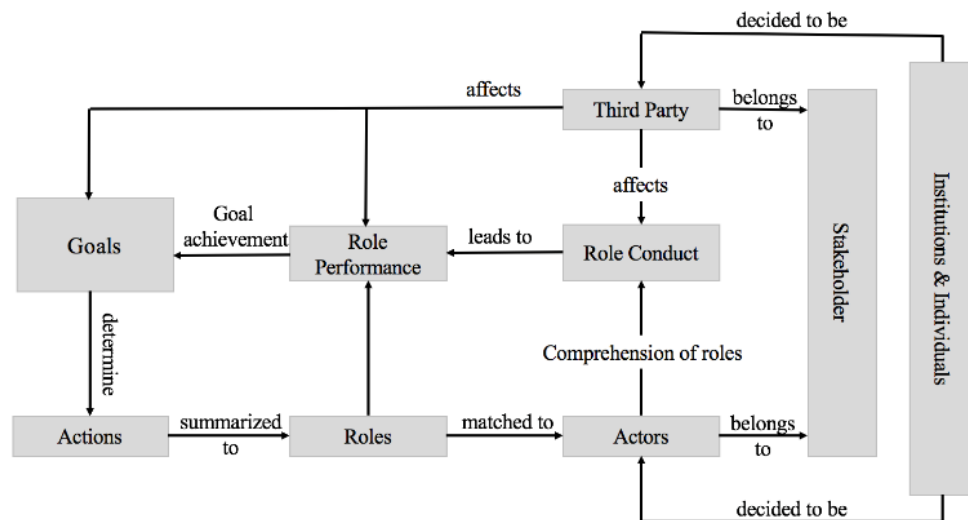 decided to be
affects
Third Party
belongs
to
affects
Goals
Goal
achievement
Role
Performance
leads to
Role Conduct
Stakeholder
Institutions & Individuals
determine
Comprehension of roles
Actions
summarized
to
Roles
matched to
Actors
belongs
to
decided to be